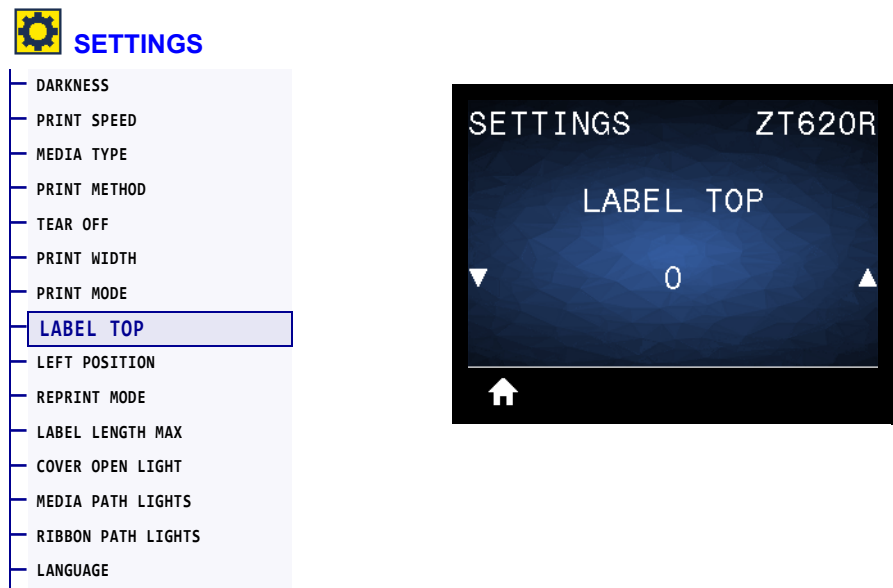 SETTINGS
DARKNESS
PRINT SPEED
MEDIA TYPE
PRINT METHOD
TEAR OFF
PRINT WIDTH
PRINT MODE
LABEL TOP
LEFT POSITION
REPRINT MODE
LABEL LENGTH MAX
COVER OPEN LIGHT
MEDIA PATH LIGHTS
RIBBON PATH LIGHTS
LANGUAGE
SETTINGS ZT620R
LABEL TOP
0